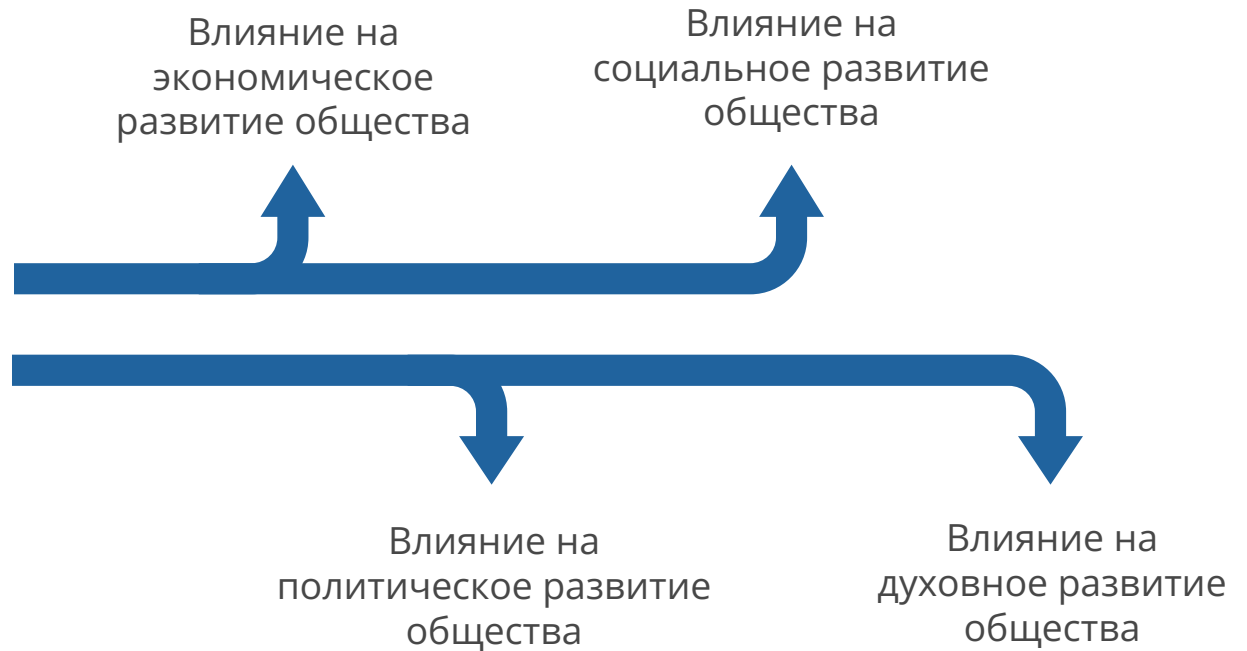 Влияние на
экономическое
развитие общества
Влияние на
социальное развитие
общества
Влияние на
политическое развитие
общества
Влияние на
духовное развитие
общества